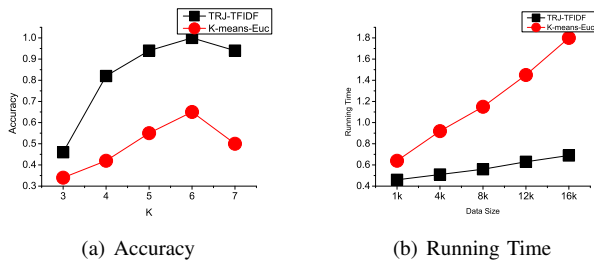 TRJ-TFIDF
K-means-Euc
1.0
0.9
0.8
0.7
0.6
0.5
0.4
0.3
Accuracy
3 4 5 6 7
K
(a) Accuracy
TRJ-TFIDF
K-means-Euc
1.8
1.6
1.4
1.2
1.0
0.8
0.6
0.4
Running Time
1k 4k 8k 12k 16k
Data Size
(b) Running Time